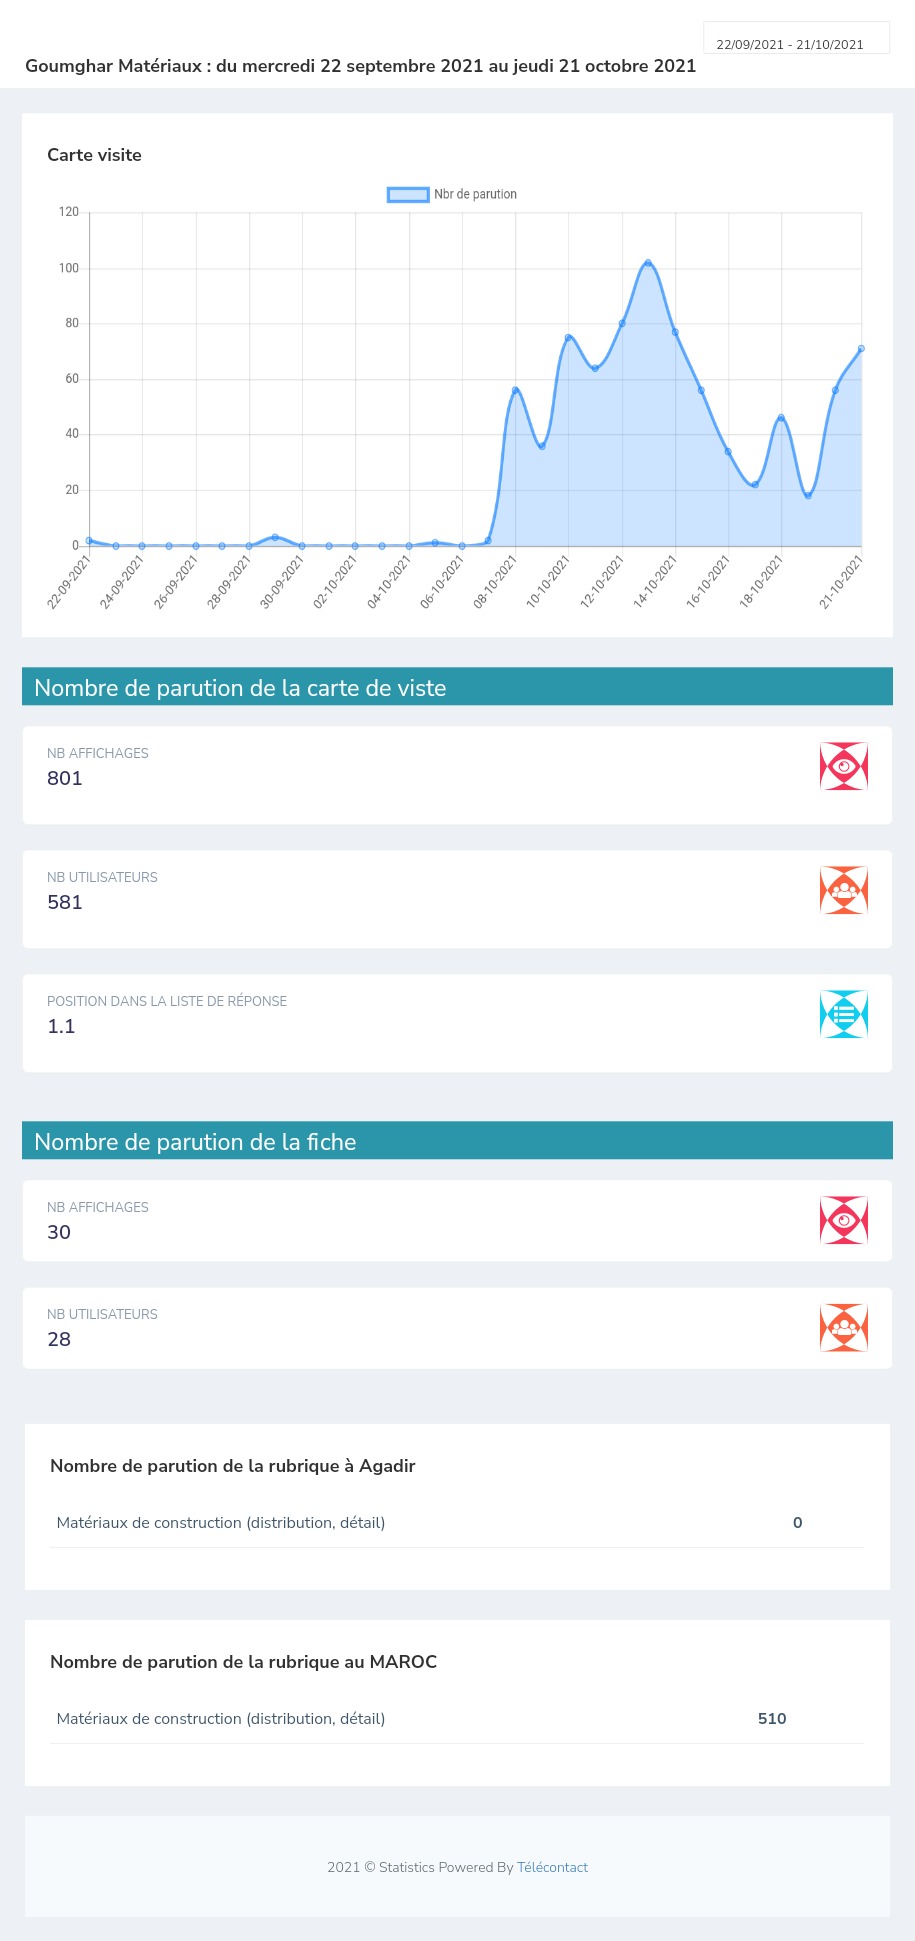 22/09/2021 - 21/10/2021
Goumghar Matériaux : du mercredi 22 septembre 2021 au jeudi 21 octobre 2021
Carte visite
Nbr de parution
120
100
80
60
40
20
0
22-09-2021 24-09-2021 26-09-2021 28-09-2021 30-09-2021 02-10-2021 04-10-2021 06-10-2021 08-10-2021 10-10-2021 12-10-2021 14-10-2021 16-10-2021 18-10-2021 21-10-2021
Nombre de parution de la carte de viste
NB AFFICHAGES
801
NB UTILISATEURS
581
POSITION DANS LA LISTE DE RÉPONSE
1.1
Nombre de parution de la fiche
NB AFFICHAGES
30
NB UTILISATEURS
28
Nombre de parution de la rubrique à Agadir
Matériaux de construction (distribution, détail) 0
Nombre de parution de la rubrique au MAROC
Matériaux de construction (distribution, détail) 510
2021 © Statistics Powered By Télécontact